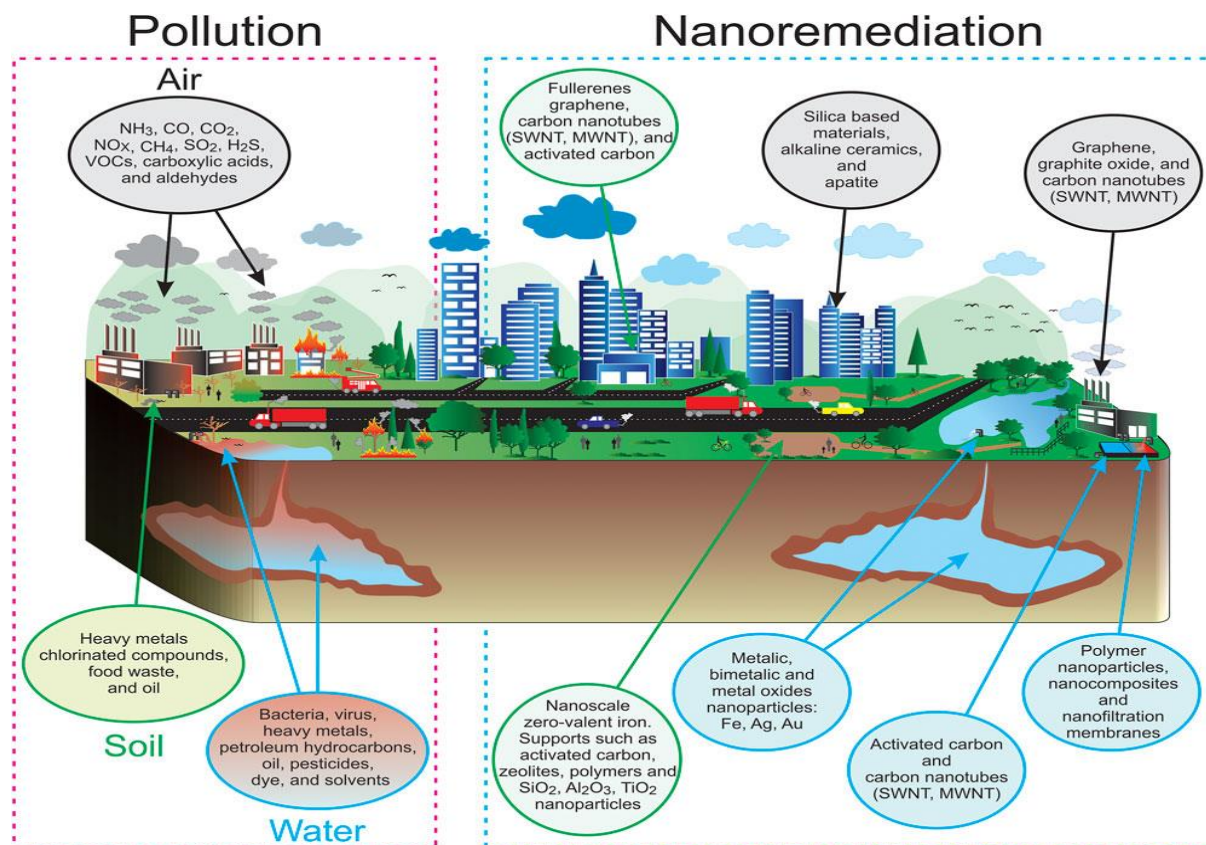 Pollution
Nanoremediation
Air
NH₃, CO, CO₂,
NOx, CH₄, SO₂, H₂S,
VOCs, carboxylic acids,
and aldehydes
Fullerenes
graphene,
carbon nanotubes
(SWNT, MWNT), and
activated carbon
Silica based
materials,
alkaline ceramics,
and
apatite
Graphene,
graphite oxide, and
carbon nanotubes
(SWNT, MWNT)
Heavy metals
chlorinated compounds,
food waste,
and oil
Soil
Bacteria, virus,
heavy metals,
petroleum hydrocarbons,
oil, pesticides,
dye, and solvents
Water
Nanoscale
zero-valent iron.
Supports such as
activated carbon,
zeolites, polymers and
SiO₂, Al₂O₃, TiO₂
nanoparticles
Metalic,
bimetalic and
metal oxides
nanoparticles:
Fe, Ag, Au
Activated carbon
and
carbon nanotubes
(SWNT, MWNT)
Polymer
nanoparticles,
nanocomposites
and
nanofiltration
membranes